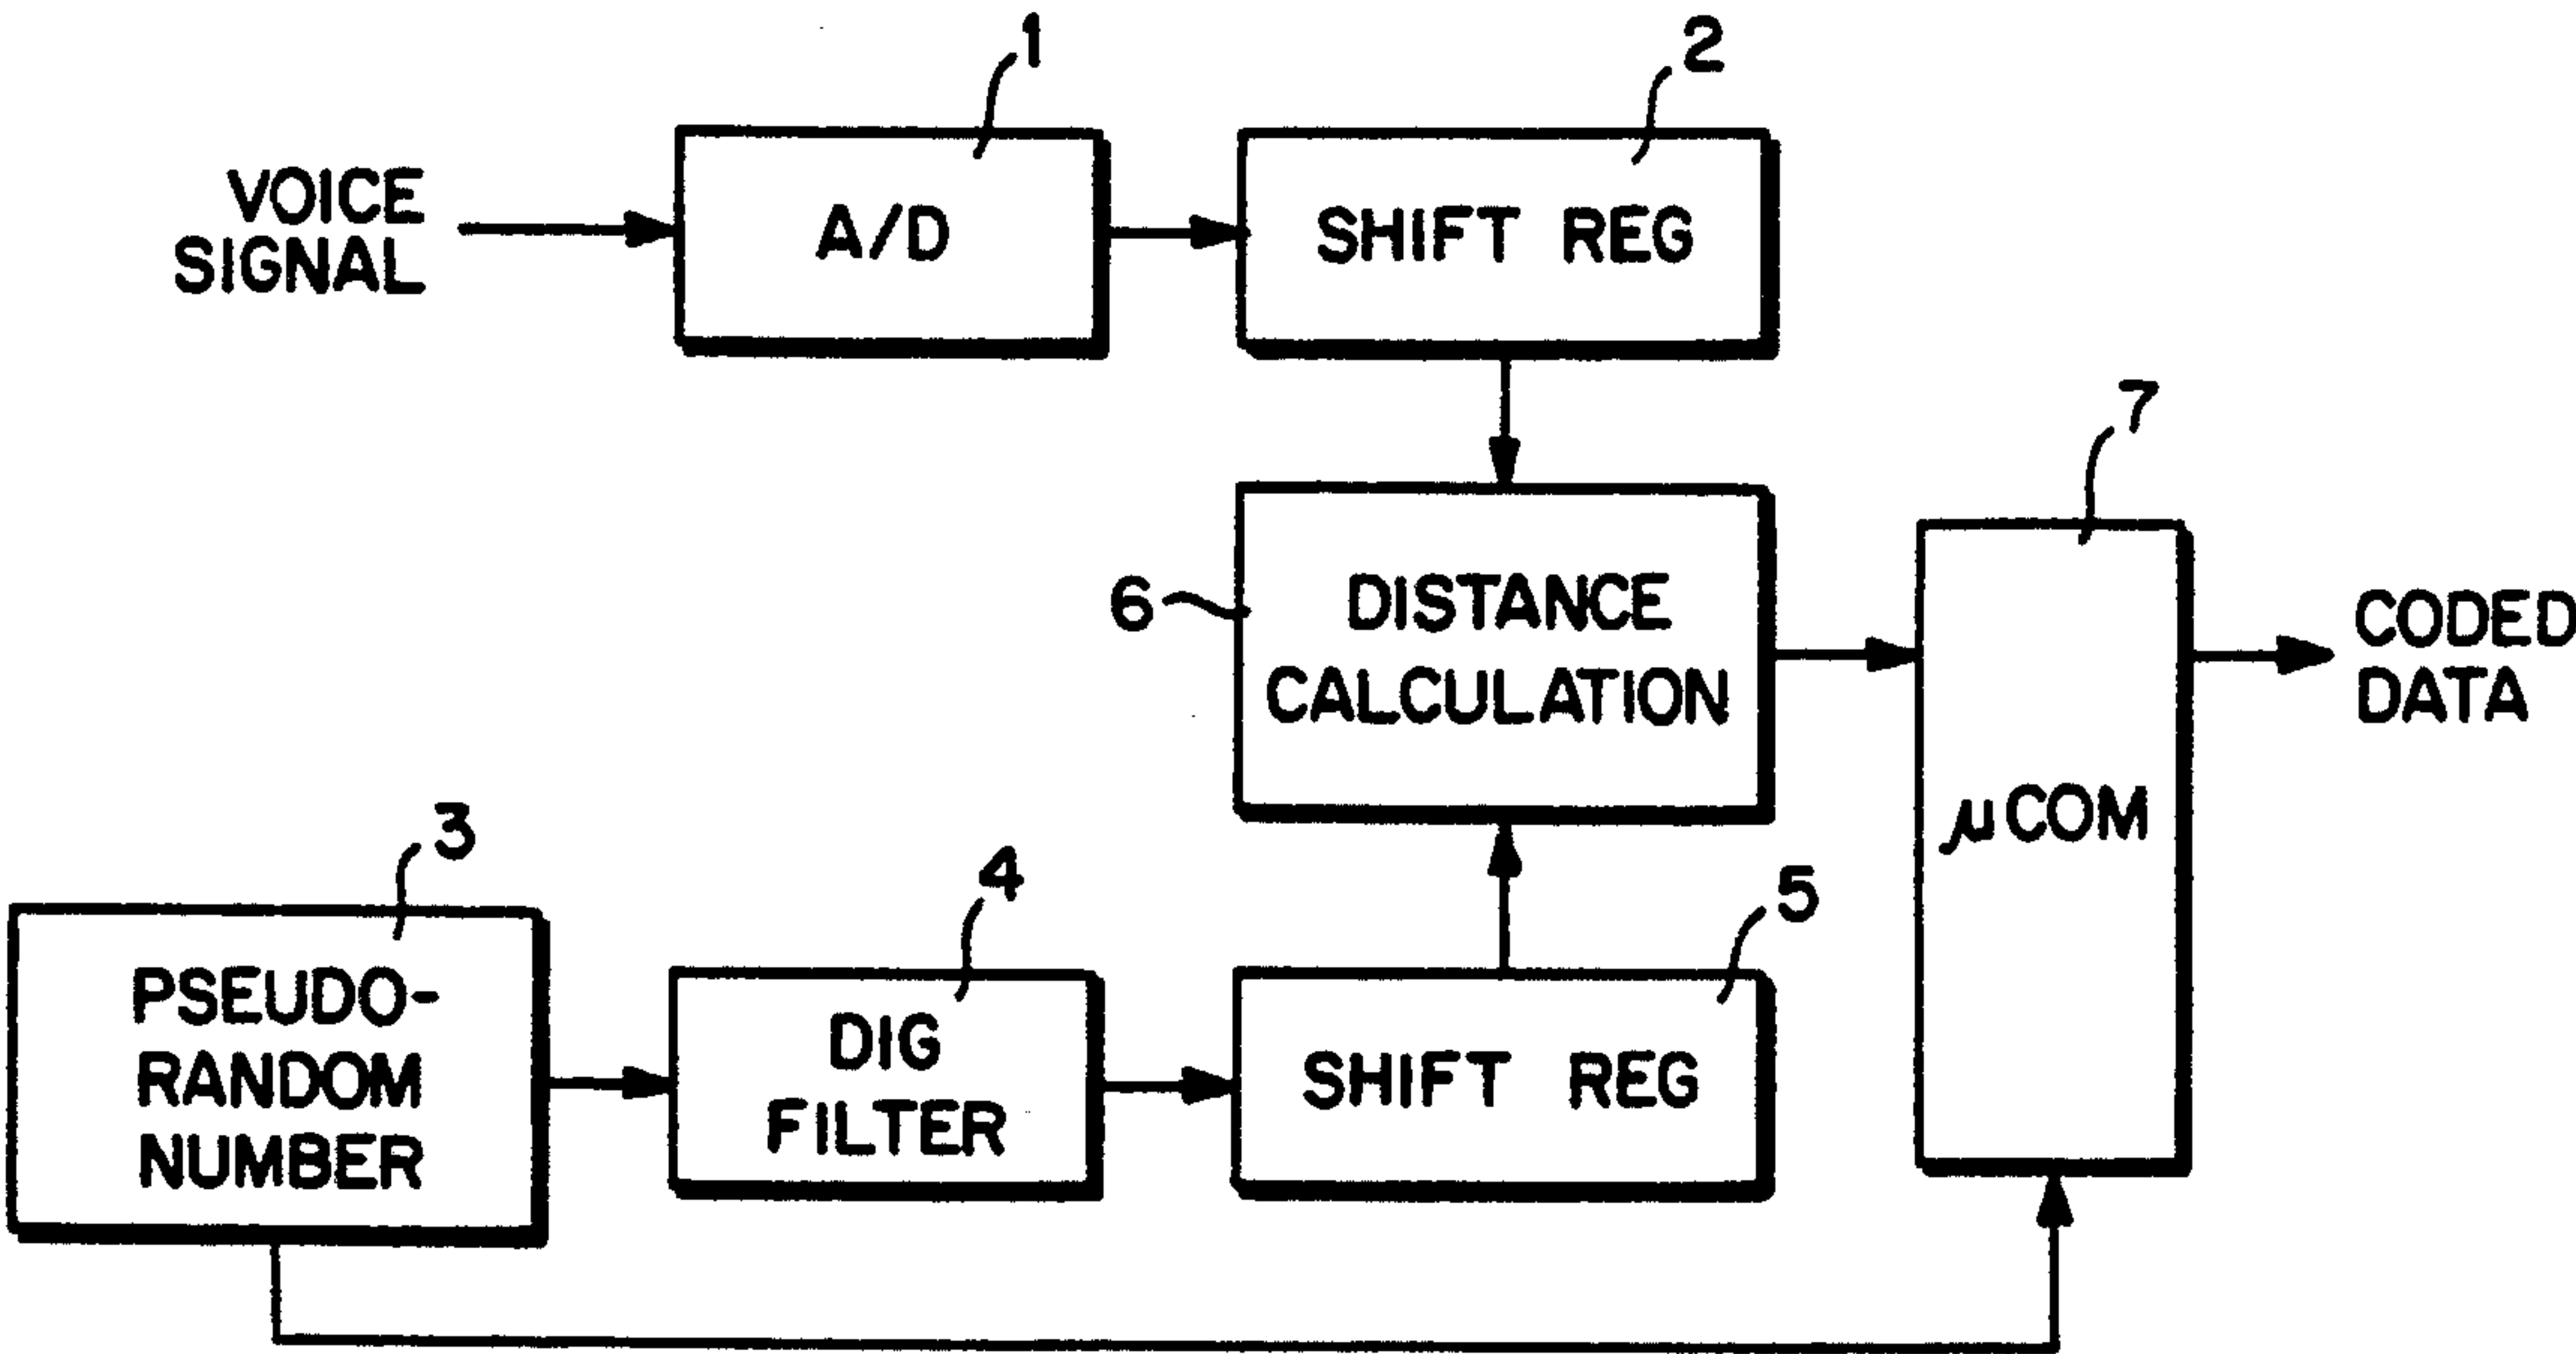 1
2
VOICE
SIGNAL
A/D
SHIFT REG
7
6
DISTANCE
CALCULATION
CODED
DATA
μCOM
3
4
5
PSEUDO-
RANDOM
NUMBER
DIG
FILTER
SHIFT REG